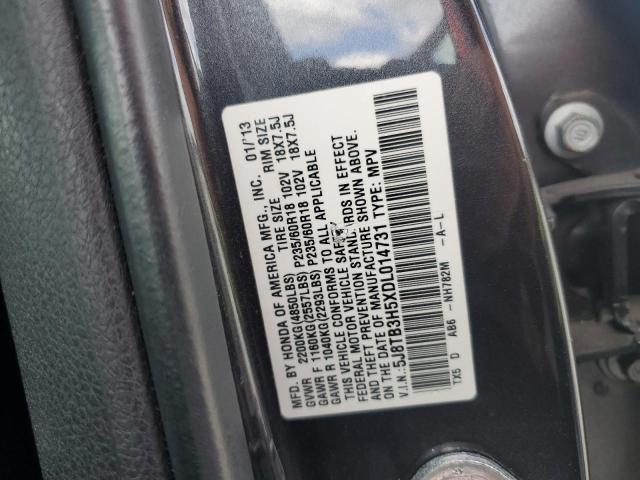 MFD. BY HONDA OF AMERICA MFG., INC. 01/'13
TIRE SIZE RIM SIZE
GVWR 2200KG(4850LBS) P235/60R18 102V 18X7.5J
GAWR F 1160KG(2557LBS) P235/60R18 102V 18X7.5J
GAWR R 1040KG(2293LBS)
THIS VEHICLE CONFORMS TO ALL APPLICABLE
FEDERAL MOTOR VEHICLE SAFETY STANDARDS IN EFFECT
AND THEFT PREVENTION
ON THE DATE OF MANUFACTURE SHOWN ABOVE.
V.I.N.:5J8TB3H5XDL014731 TYPE: MPV
TX5 D AB6 -NH782M -A-L